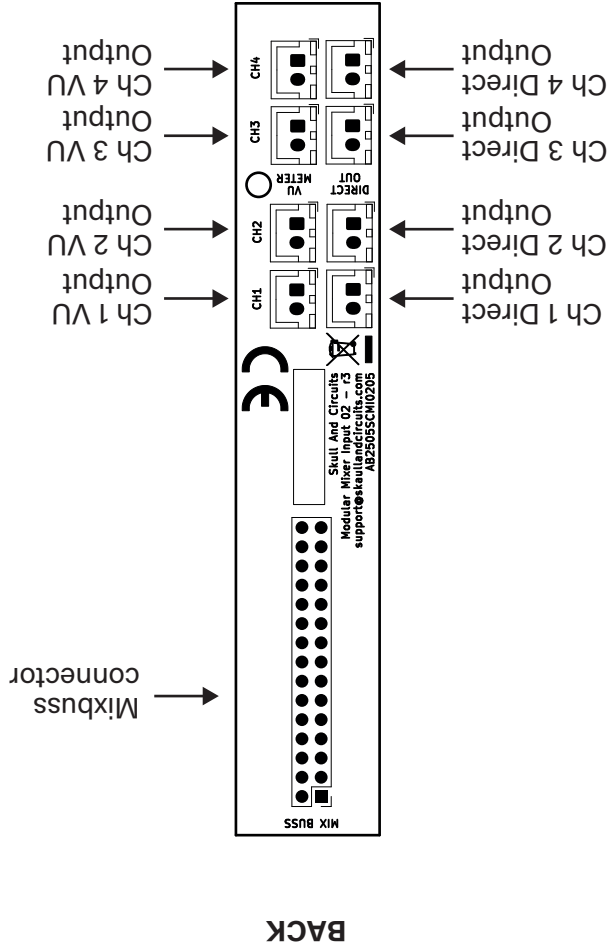 BACK
MIX BUSS
Mixbuss
connector
Skull And Circuits
Modular Mixer Input 02 – r3
support@skaullandcircuits.com
AB2505SCMI0205
CE
Ch 1 Direct
Output
CH1
Ch 1 VU
Output
Ch 2 Direct
Output
CH2
Ch 2 VU
Output
DIRECT
OUT
VU
METER
Ch 3 Direct
Output
CH3
Ch 3 VU
Output
Ch 4 Direct
Output
CH4
Ch 4 VU
Output